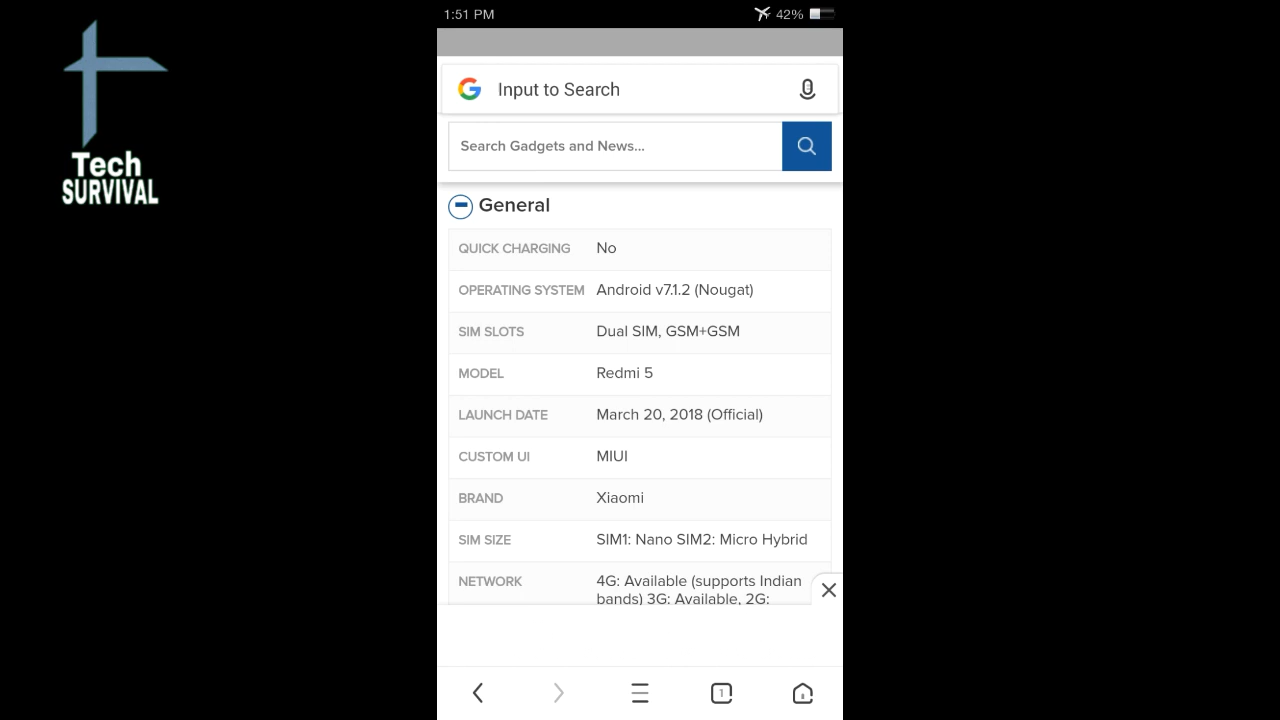 1:51 PM 42%
Tech
SURVIVAL
Input to Search
Search Gadgets and News...
General
QUICK CHARGING No
OPERATING SYSTEM Android v7.1.2 (Nougat)
SIM SLOTS Dual SIM, GSM+GSM
MODEL Redmi 5
LAUNCH DATE March 20, 2018 (Official)
CUSTOM UI MIUI
BRAND Xiaomi
SIM SIZE SIM1: Nano SIM2: Micro Hybrid
NETWORK 4G: Available (supports Indian
bands) 3G: Available, 2G:
1